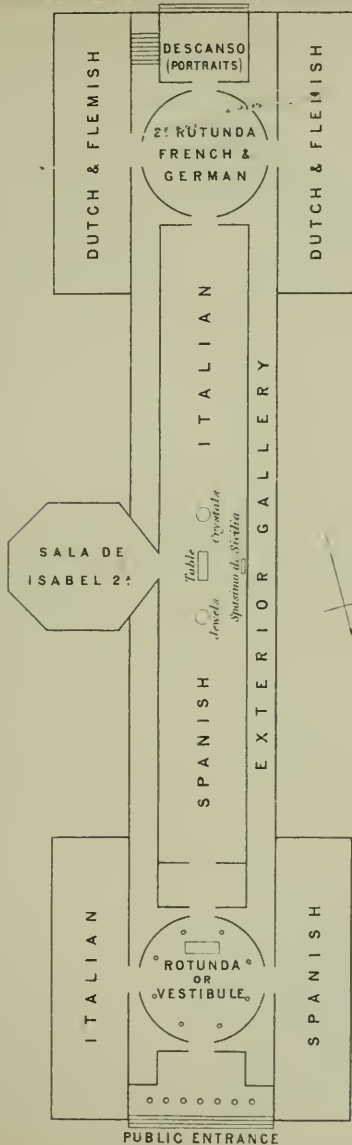 DESCANSO
(PORTRAITS)
DUTCH & FLEMISH
2ª ROTUNDA
FRENCH &
GERMAN
DUTCH & FLEMISH
ITALIAN
EXTERIOR GALLERY
SALA DE
ISABEL 2ª
Table
Crystals
Jewels
Spasimo di Sicilia
SPANISH
ITALIAN
ROTUNDA
OR
VESTIBULE
SPANISH
PUBLIC ENTRANCE